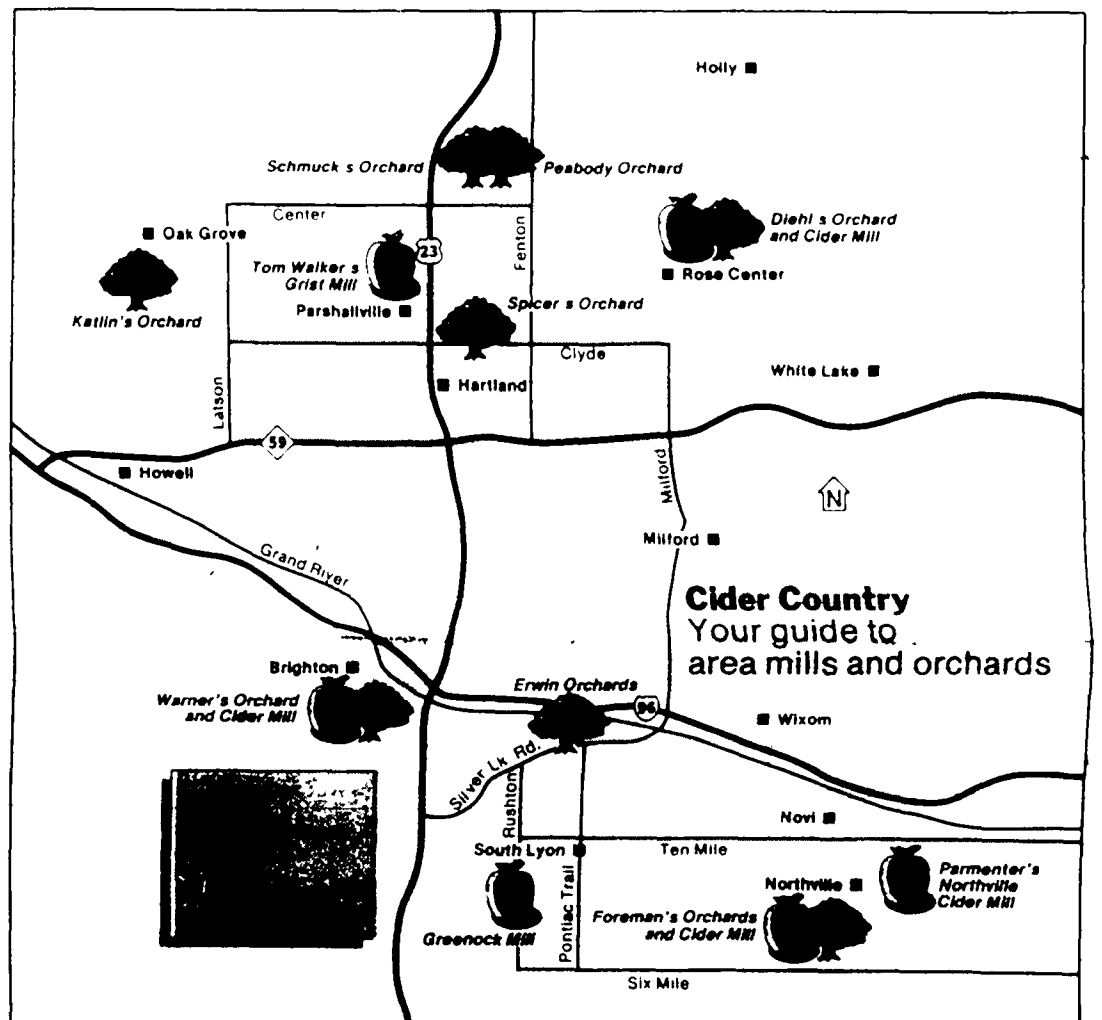 Holly
Schmuck s Orchard
Peabody Orchard
Center
Fenton
Diehl s Orchard
and Cider Mill
Oak Grove
23
Tom Walker s
Grist Mill
Rose Center
Katlin's Orchard
Parshallville
Spicer s Orchard
Clyde
Latson
Hartland
White Lake
59
Howell
Milford
N
Milford
Grand River
Cider Country
Your guide to
area mills and orchards
Brighton
Warner's Orchard
and Cider Mill
Erwin Orchards
96
Wixom
Silver Lk Rd.
Rushton
Novi
South Lyon
Ten Mile
Pontiac Trail
Greenock Mill
Northville
Parmenter's
Northville
Cider Mill
Foreman's Orchards
and Cider Mill
Six Mile